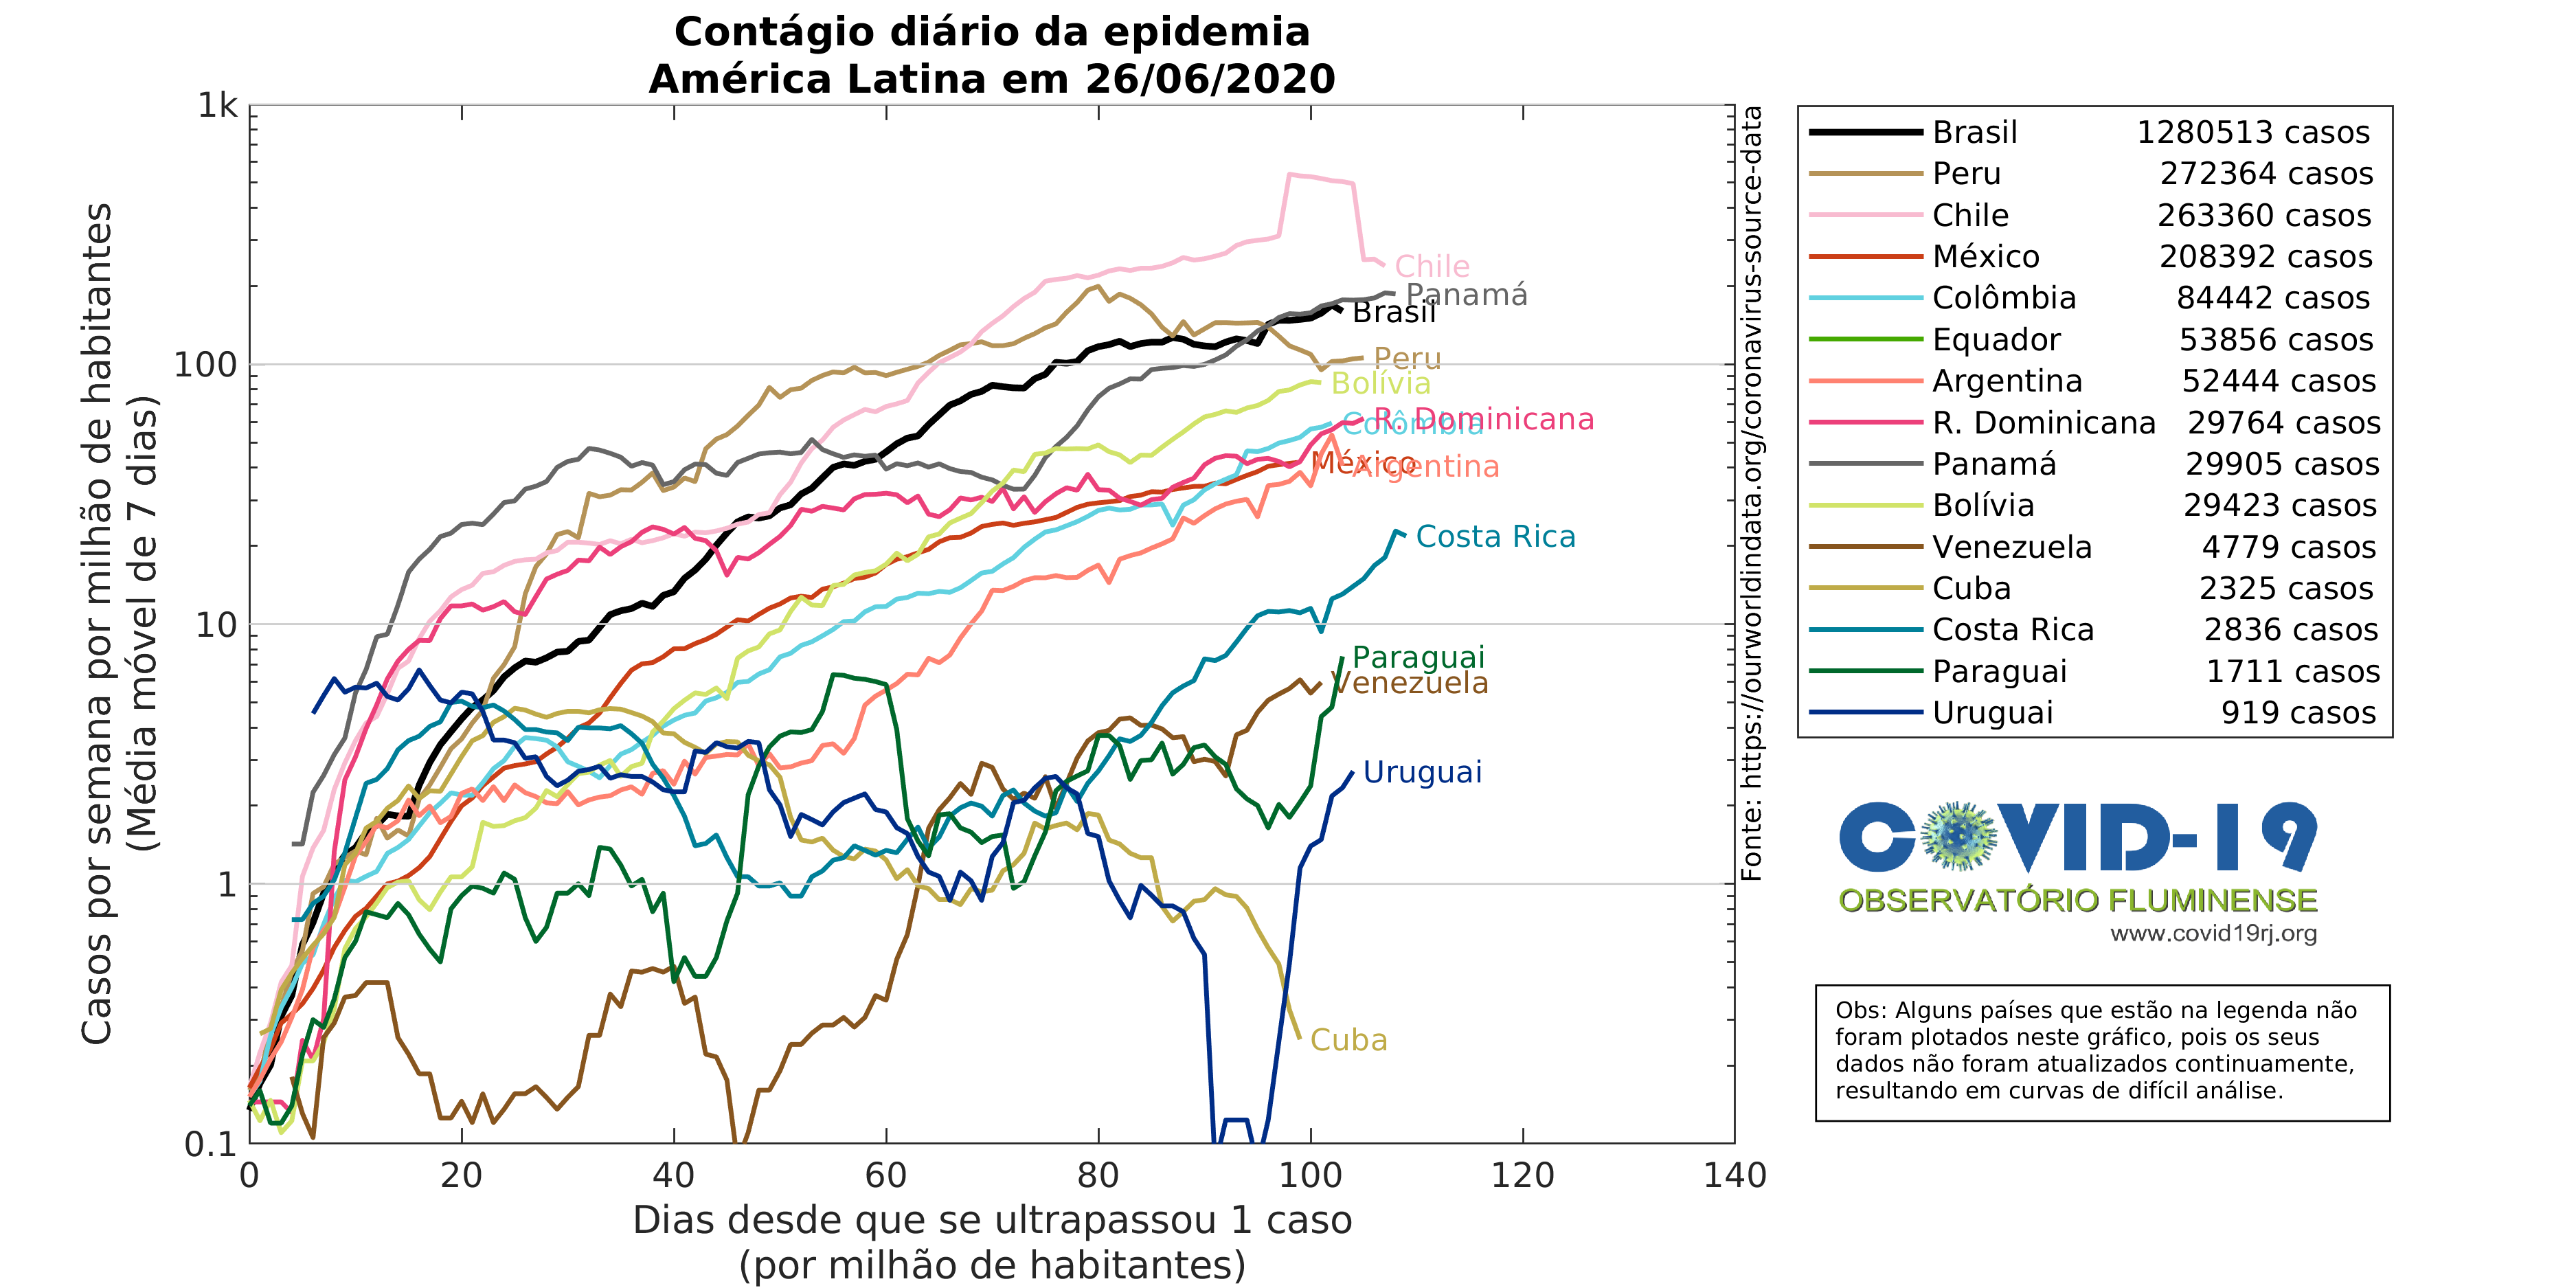 Contágio diário da epidemia
América Latina em 26/06/2020
Casos por semana por milhão de habitantes
(Média móvel de 7 dias)
1k
100
10
1
0.1
0
20
40
60
80
100
120
140
Dias desde que se ultrapassou 1 caso
(por milhão de habitantes)
Chile
Panamá
Brasil
Peru
Bolívia
R. Dominicana
Colômbia
México
Argentina
Costa Rica
Paraguai
Venezuela
Uruguai
Cuba
Fonte: https://ourworldindata.org/coronavirus-source-data
Brasil 1280513 casos
Peru 272364 casos
Chile 263360 casos
México 208392 casos
Colômbia 84442 casos
Equador 53856 casos
Argentina 52444 casos
R. Dominicana 29764 casos
Panamá 29905 casos
Bolívia 29423 casos
Venezuela 4779 casos
Cuba 2325 casos
Costa Rica 2836 casos
Paraguai 1711 casos
Uruguai 919 casos
COVID-19
OBSERVATÓRIO FLUMINENSE
www.covid19rj.org
Obs: Alguns países que estão na legenda não
foram plotados neste gráfico, pois os seus
dados não foram atualizados continuamente,
resultando em curvas de difícil análise.